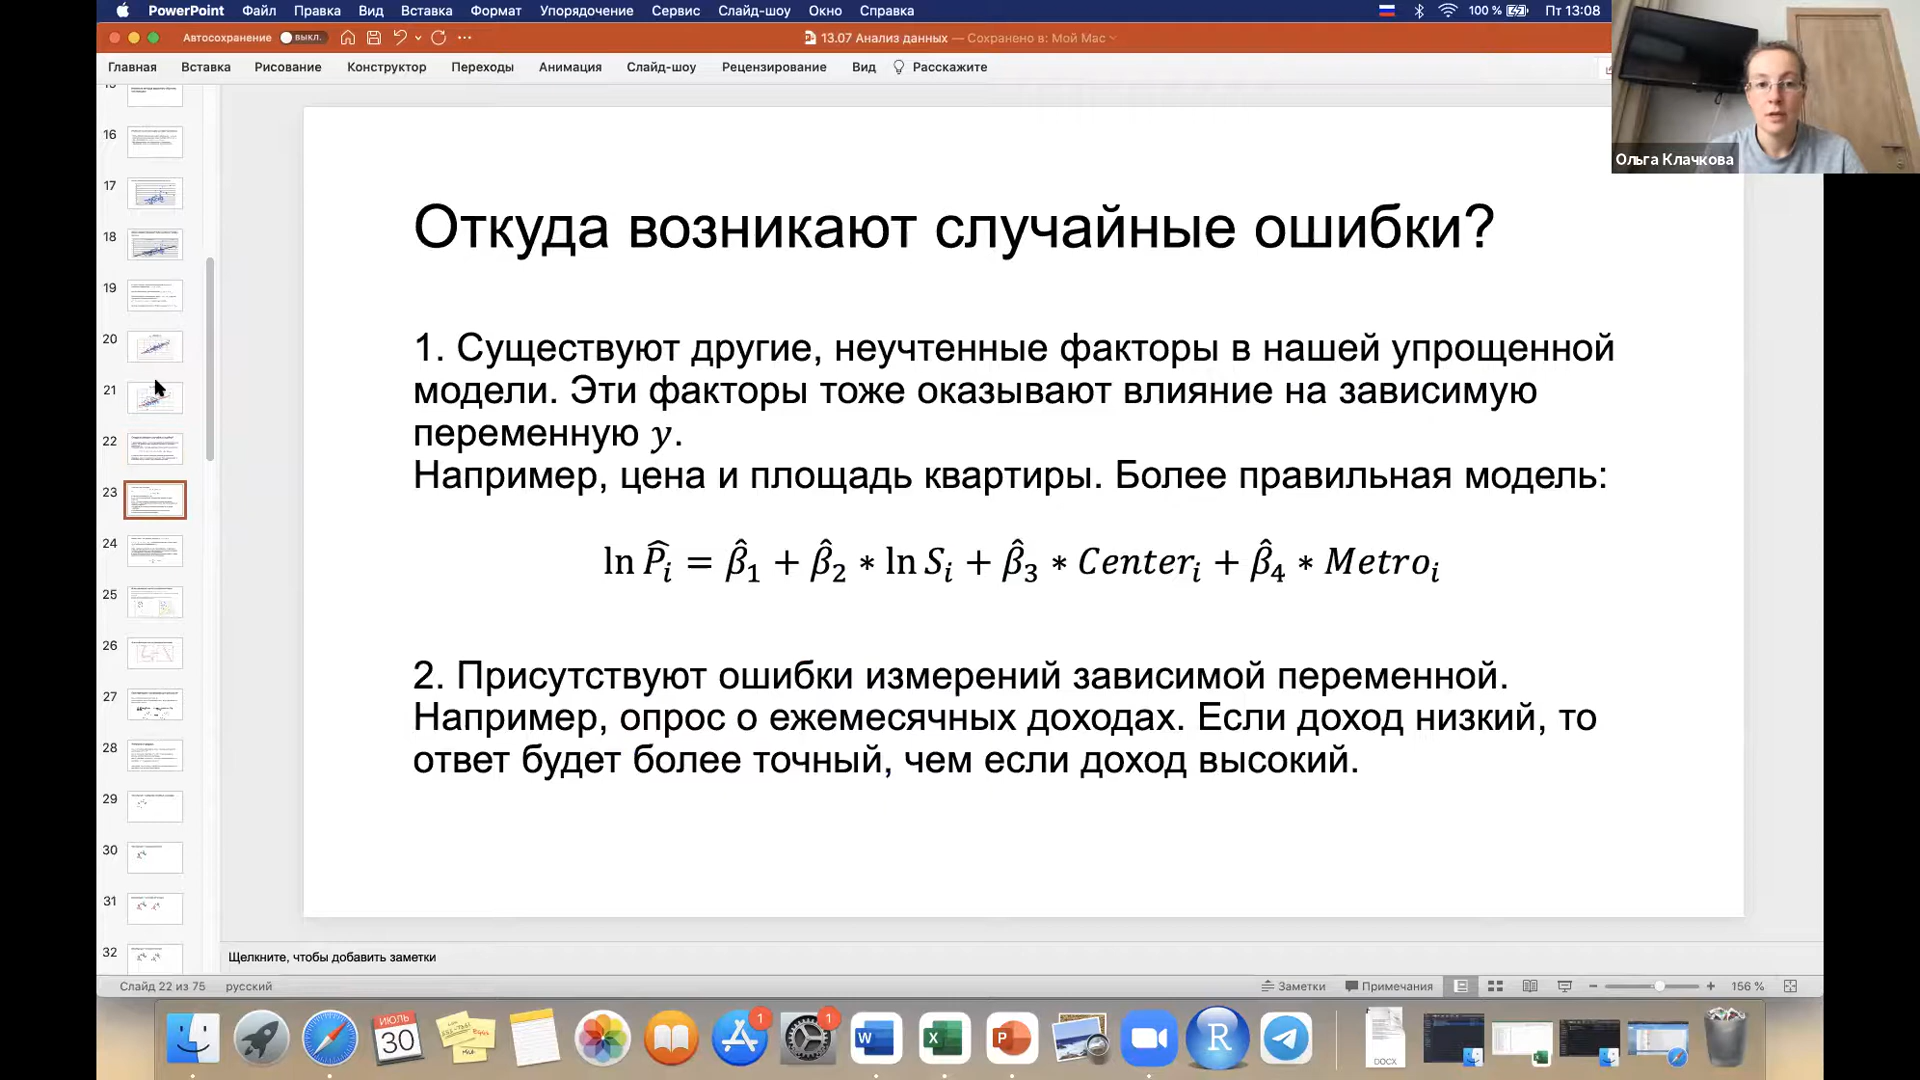 PowerPoint Файл Правка Вид Вставка Формат Упорядочение Сервис Слайд-шоу Окно Справка 100 % Пт 13:08
Автосохранение ВЫКЛ. 13.07 Анализ данных — Сохранено в: Мой Mac
Главная Вставка Рисование Конструктор Переходы Анимация Слайд-шоу Рецензирование Вид Расскажите
Ольга Клачкова
16
17
18
19
20
21
22
23
24
25
26
27
28
29
30
31
32
Откуда возникают случайные ошибки?
1. Существуют другие, неучтенные факторы в нашей упрощенной
модели. Эти факторы тоже оказывают влияние на зависимую
переменную y.
Например, цена и площадь квартиры. Более правильная модель:
ln P̂ᵢ = β̂₁ + β̂₂ ∗ ln Sᵢ + β̂₃ ∗ Centerᵢ + β̂₄ ∗ Metroᵢ
2. Присутствуют ошибки измерений зависимой переменной.
Например, опрос о ежемесячных доходах. Если доход низкий, то
ответ будет более точный, чем если доход высокий.
Щелкните, чтобы добавить заметки
Слайд 22 из 75 русский Заметки Примечания 156 %
ИЮЛЬ
30
1
1
W
X
P
R
DOCX